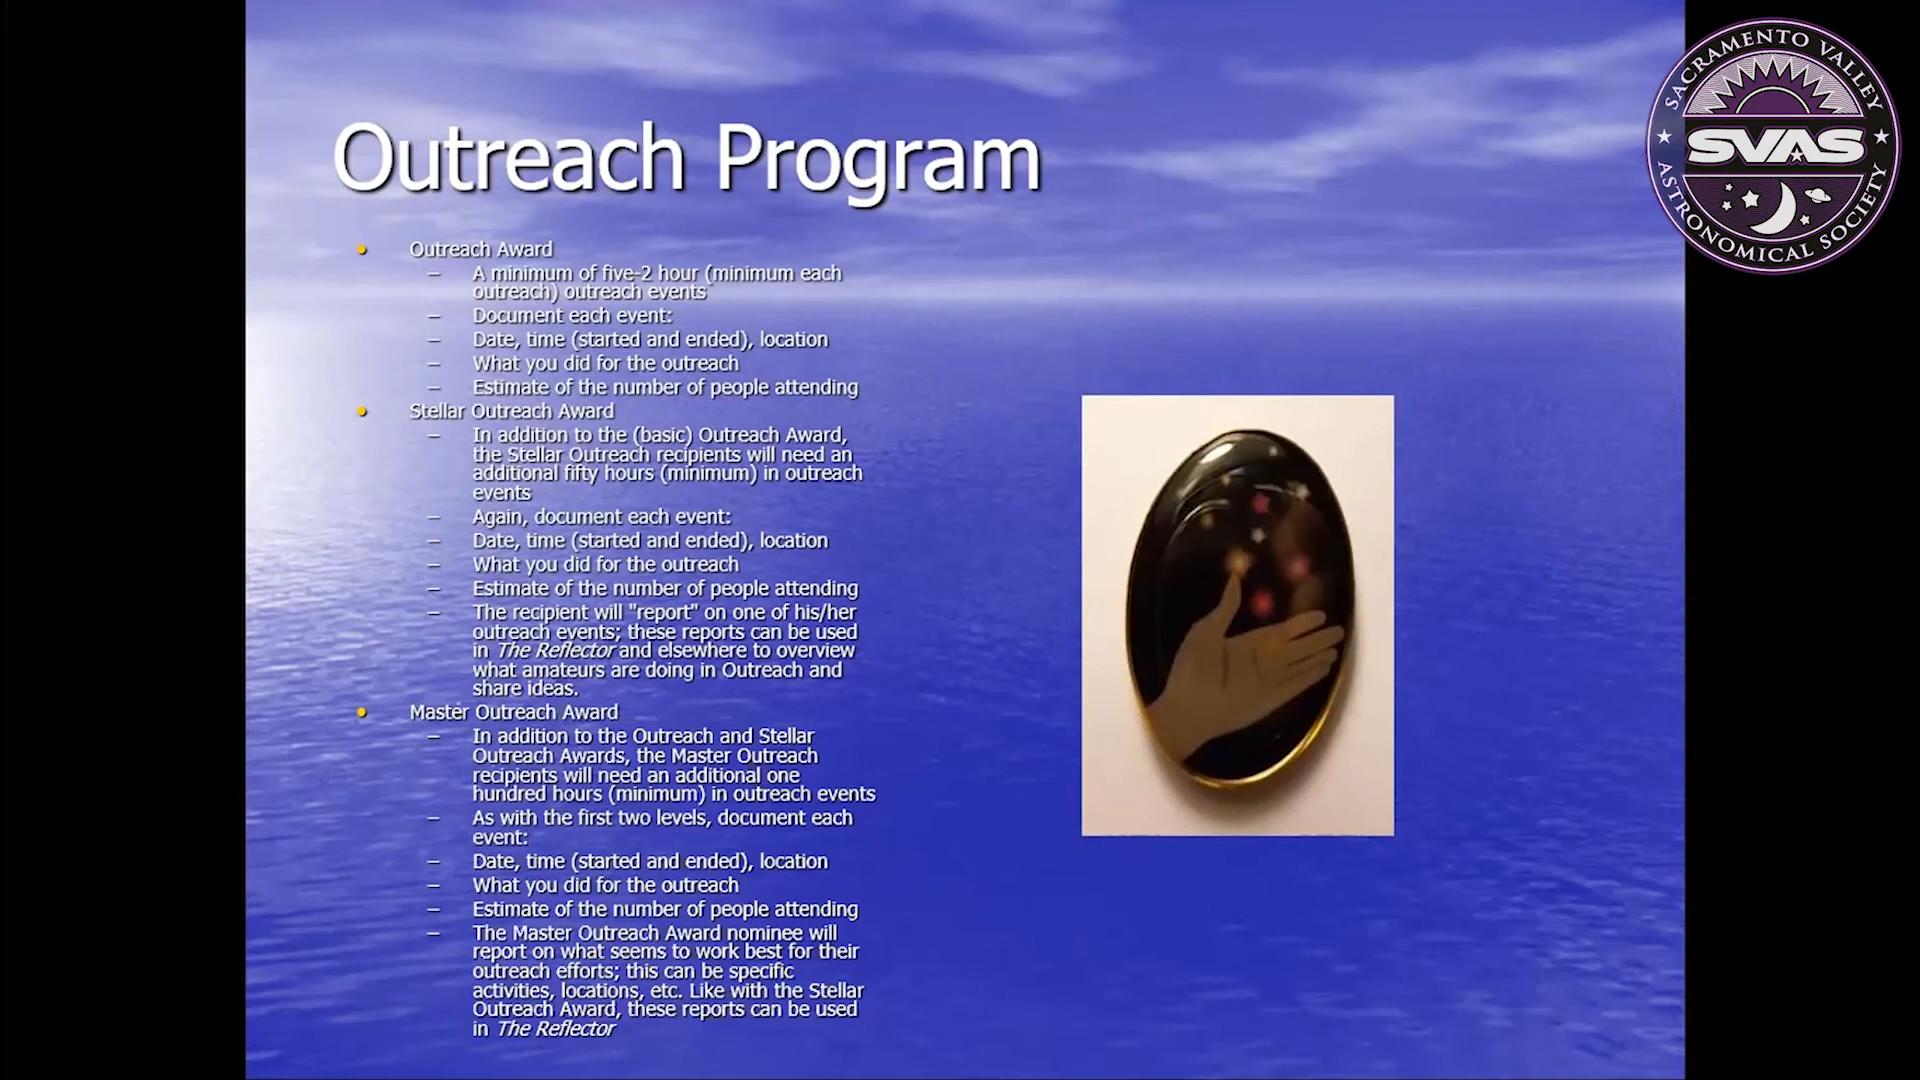 Outreach Program
Outreach Award
– A minimum of five-2 hour (minimum each
outreach) outreach events
– Document each event:
– Date, time (started and ended), location
– What you did for the outreach
– Estimate of the number of people attending
Stellar Outreach Award
– In addition to the (basic) Outreach Award,
the Stellar Outreach recipients will need an
additional fifty hours (minimum) in outreach
events
– Again, document each event:
– Date, time (started and ended), location
– What you did for the outreach
– Estimate of the number of people attending
– The recipient will "report" on one of his/her
outreach events; these reports can be used
in The Reflector and elsewhere to overview
what amateurs are doing in Outreach and
share ideas.
Master Outreach Award
– In addition to the Outreach and Stellar
Outreach Awards, the Master Outreach
recipients will need an additional one
hundred hours (minimum) in outreach events
– As with the first two levels, document each
event:
– Date, time (started and ended), location
– What you did for the outreach
– Estimate of the number of people attending
– The Master Outreach Award nominee will
report on what seems to work best for their
outreach efforts; this can be specific
activities, locations, etc. Like with the Stellar
Outreach Award, these reports can be used
in The Reflector
SACRAMENTO VALLEY
SVAS
ASTRONOMICAL SOCIETY